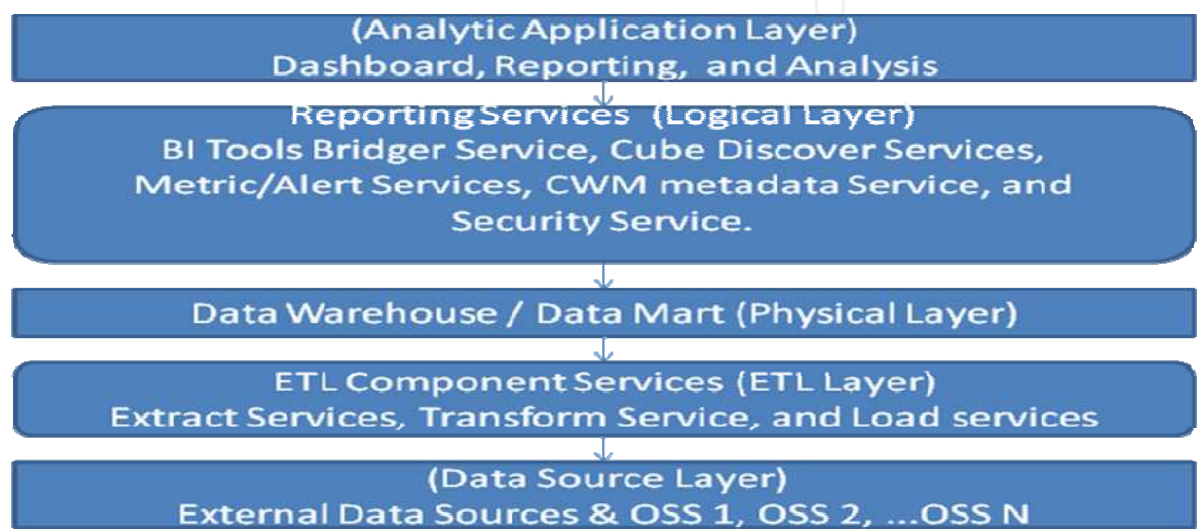 (Analytic Application Layer)
Dashboard, Reporting, and Analysis
Reporting Services (Logical Layer)
BI Tools Bridger Service, Cube Discover Services,
Metric/Alert Services, CWM metadata Service, and
Security Service.
Data Warehouse / Data Mart (Physical Layer)
ETL Component Services (ETL Layer)
Extract Services, Transform Service, and Load services
(Data Source Layer)
External Data Sources & OSS 1, OSS 2, ...OSS N